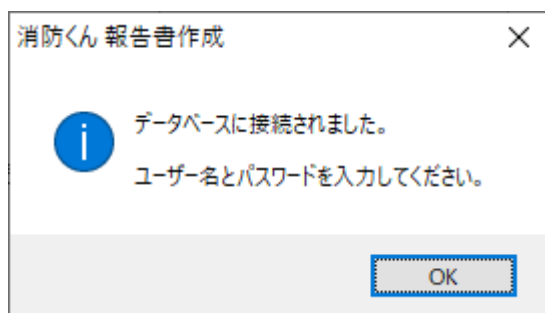 消防くん 報告書作成
データベースに接続されました。
ユーザー名とパスワードを入力してください。
OK